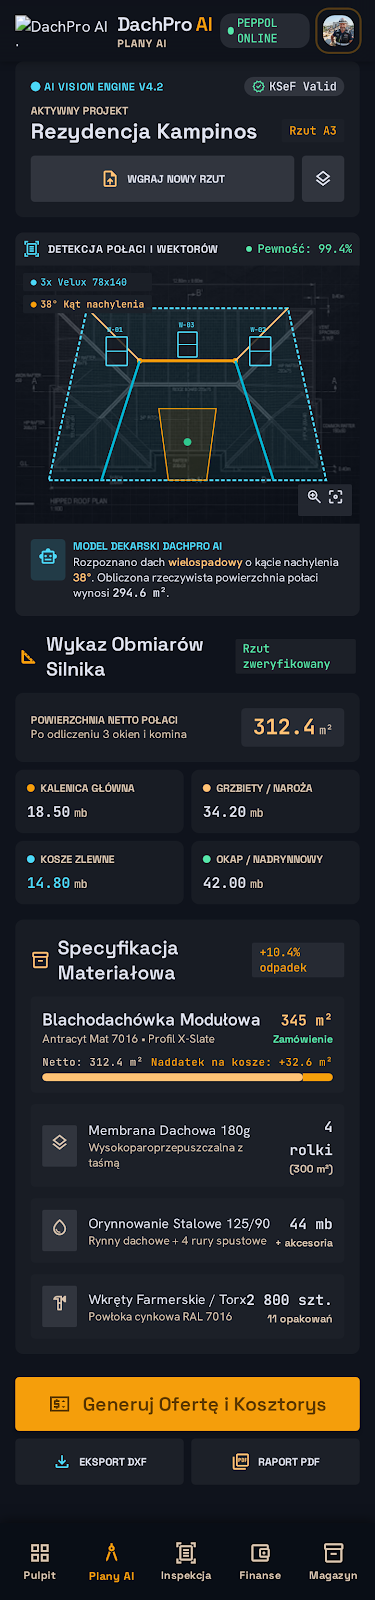 DachPro AI
.
DachPro AI
PLANY AI
PEPPOL
ONLINE
AI VISION ENGINE V4.2
KSeF Valid
AKTYWNY PROJEKT
Rezydencja Kampinos
Rzut A3
WGRAJ NOWY RZUT
DETEKCJA POŁACI I WEKTORÓW
Pewność: 99.4%
3x Velux 78x140
38° Kąt nachylenia
W-01
W-03
W-02
HIPPED ROOF PLAN
MODEL DEKARSKI DACHPRO AI
Rozpoznano dach wielospadowy o kącie nachylenia
38°. Obliczona rzeczywista powierzchnia połaci
wynosi 294.6 m².
Wykaz Obmiarów
Silnika
Rzut
zweryfikowany
POWIERZCHNIA NETTO POŁACI
Po odliczeniu 3 okien i komina
312.4 m²
KALENICA GŁÓWNA
18.50 mb
GRZBIETY / NAROŻA
34.20 mb
KOSZE ZLEWNE
14.80 mb
OKAP / NADRYNNOWY
42.00 mb
Specyfikacja
Materiałowa
+10.4%
odpadek
Blachodachówka Modułowa
345 m²
Antracyt Mat 7016 • Profil X-Slate
Zamówienie
Netto: 312.4 m²
Naddatek na kosze: +32.6 m²
Membrana Dachowa 180g
Wysokoparoprzepuszczalna z
taśmą
4
rolki
(300 m²)
Orynnowanie Stalowe 125/90
44 mb
Rynny dachowe + 4 rury spustowe
+ akcesoria
Wkręty Farmerskie / Torx
2 800 szt.
Powłoka cynkowa RAL 7016
11 opakowań
Generuj Ofertę i Kosztorys
EKSPORT DXF
RAPORT PDF
Pulpit
Plany AI
Inspekcja
Finanse
Magazyn